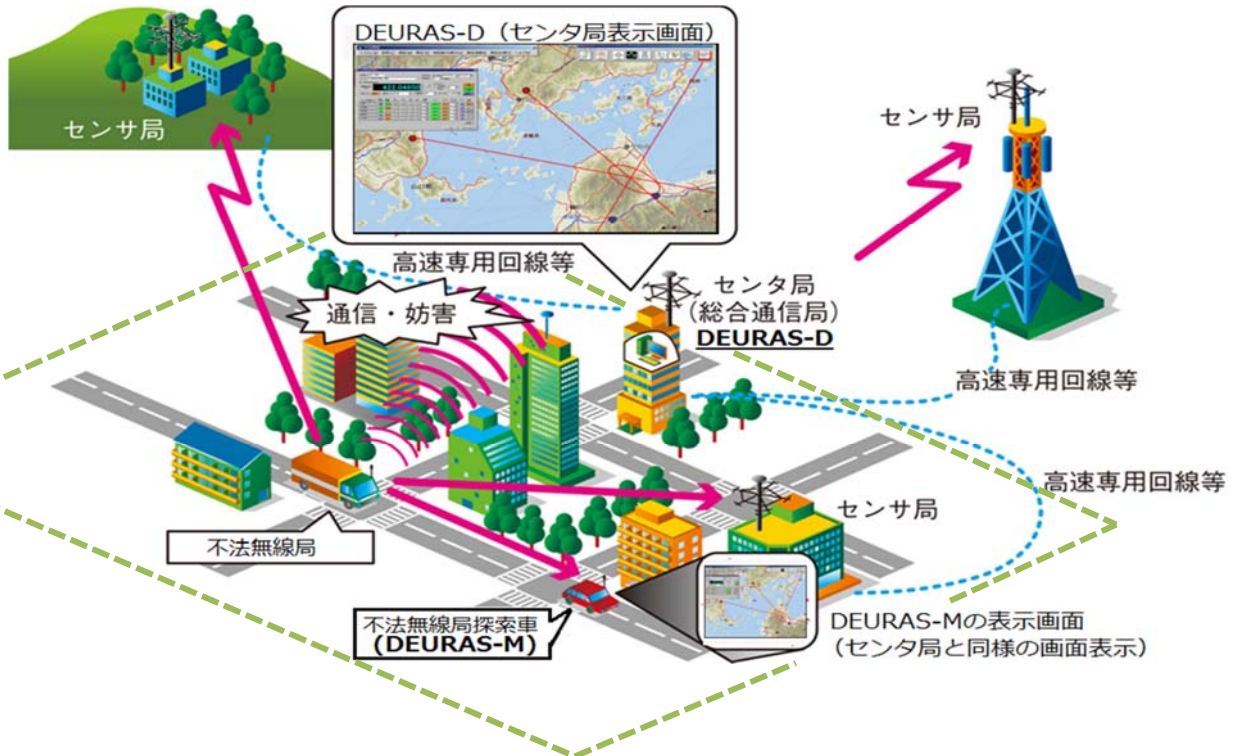 DEURAS-D（センタ局表示画面）
センサ局
センサ局
高速専用回線等
通信・妨害
センタ局
（総合通信局）
DEURAS-D
高速専用回線等
高速専用回線等
センサ局
不法無線局
不法無線局探索車
（DEURAS-M）
DEURAS-Mの表示画面
（センタ局と同様の画面表示）